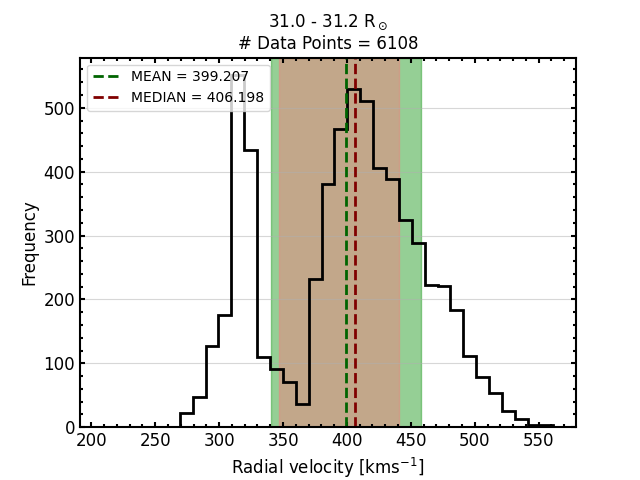 31.0 - 31.2 R⊙
# Data Points = 6108
MEAN = 399.207
MEDIAN = 406.198
Frequency
500
400
300
200
100
0
200 250 300 350 400 450 500 550
Radial velocity [kms⁻¹]